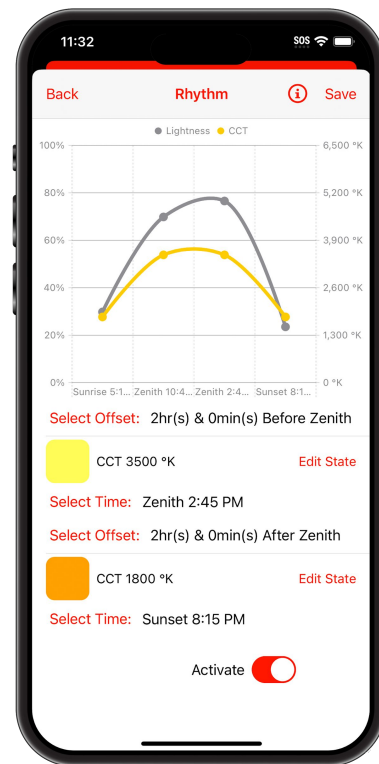 11:32 SOS
Back Rhythm Save
Lightness CCT
100% 6,500 °K
80% 5,200 °K
60% 3,900 °K
40% 2,600 °K
20% 1,300 °K
0% 0 °K
Sunrise 5:1... Zenith 10:4... Zenith 2:4... Sunset 8:1...
Select Offset: 2hr(s) & 0min(s) Before Zenith
CCT 3500 °K Edit State
Select Time: Zenith 2:45 PM
Select Offset: 2hr(s) & 0min(s) After Zenith
CCT 1800 °K Edit State
Select Time: Sunset 8:15 PM
Activate